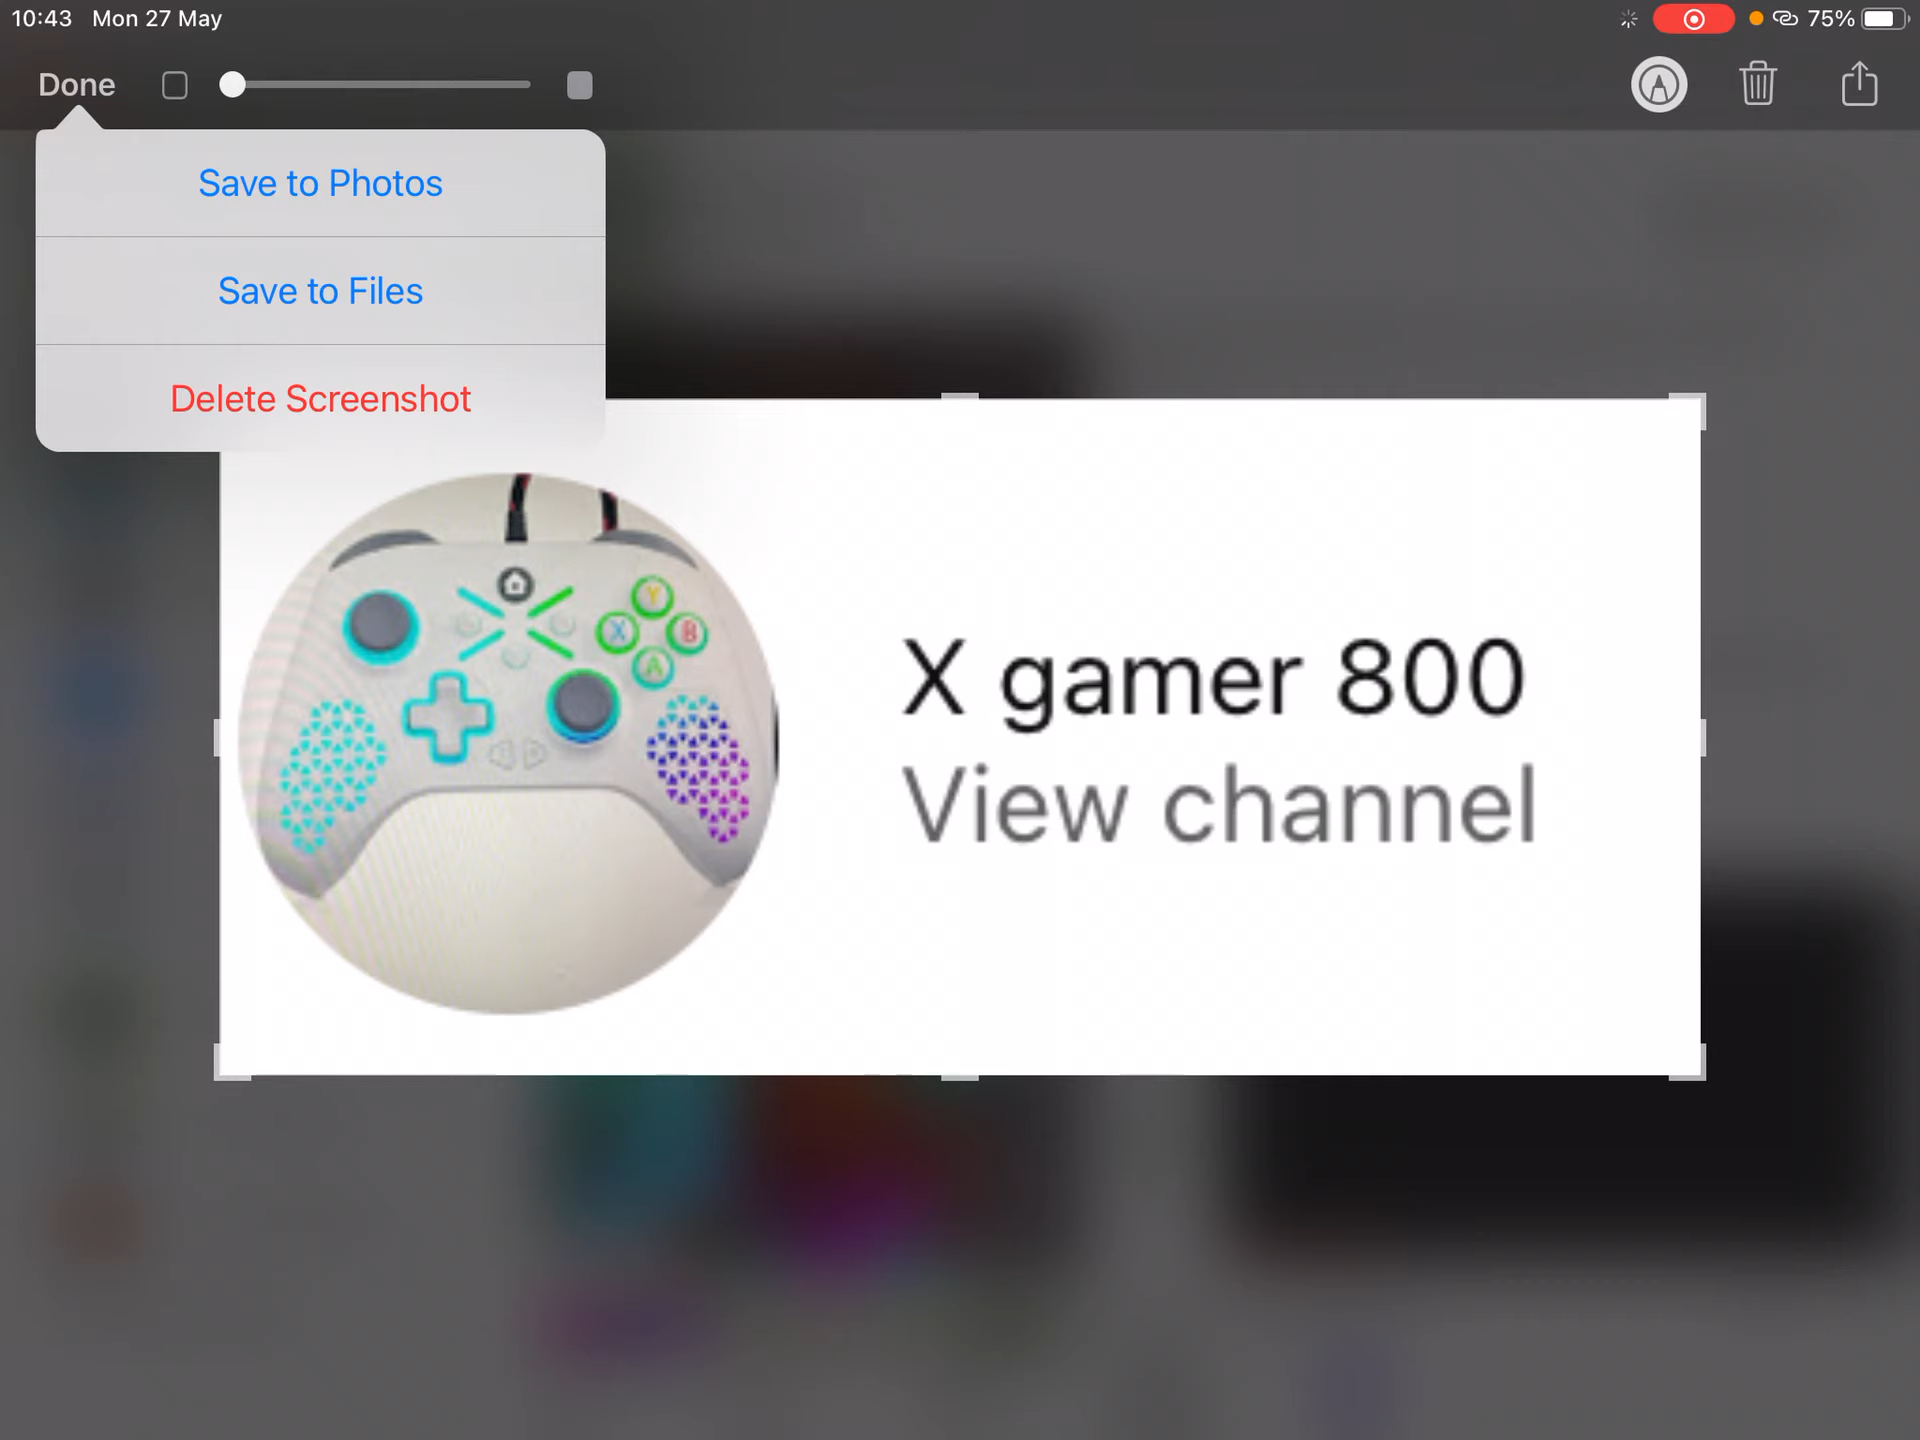 10:43 Mon 27 May 75%
Done
Save to Photos
Save to Files
Delete Screenshot
Y
X B
A
X gamer 800
View channel